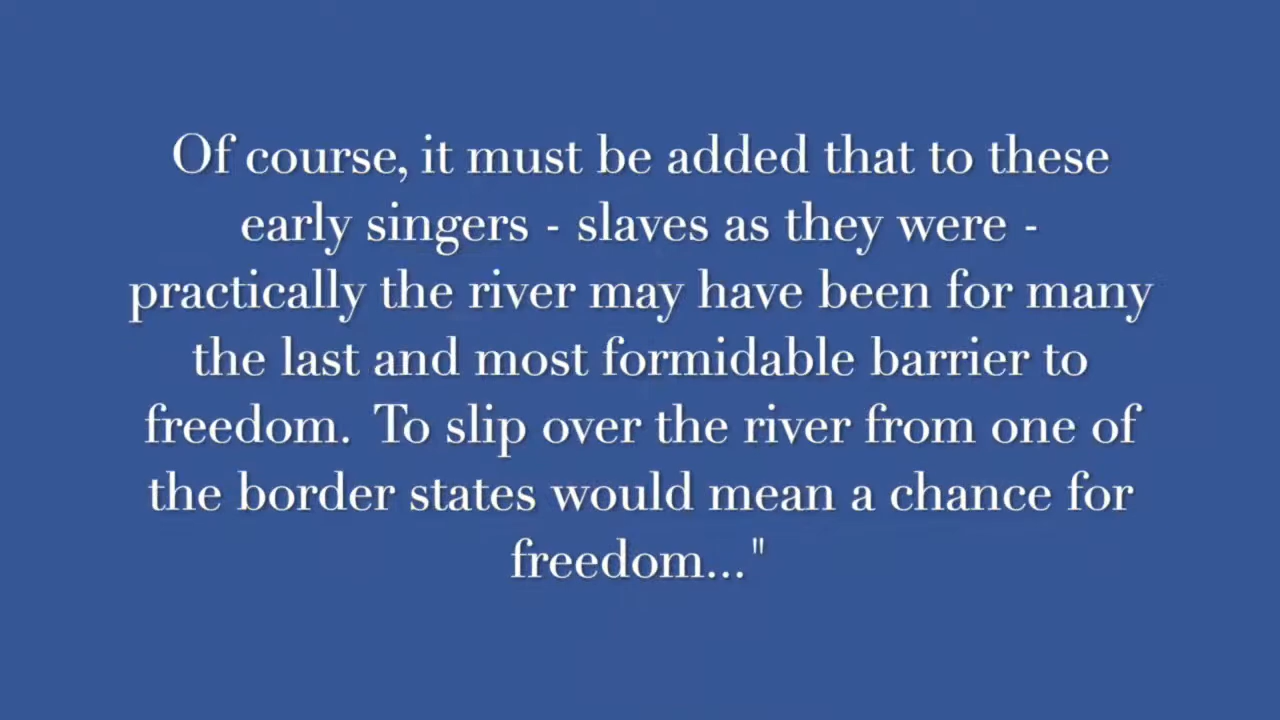 Of course, it must be added that to these
early singers - slaves as they were -
practically the river may have been for many
the last and most formidable barrier to
freedom.  To slip over the river from one of
the border states would mean a chance for
freedom..."